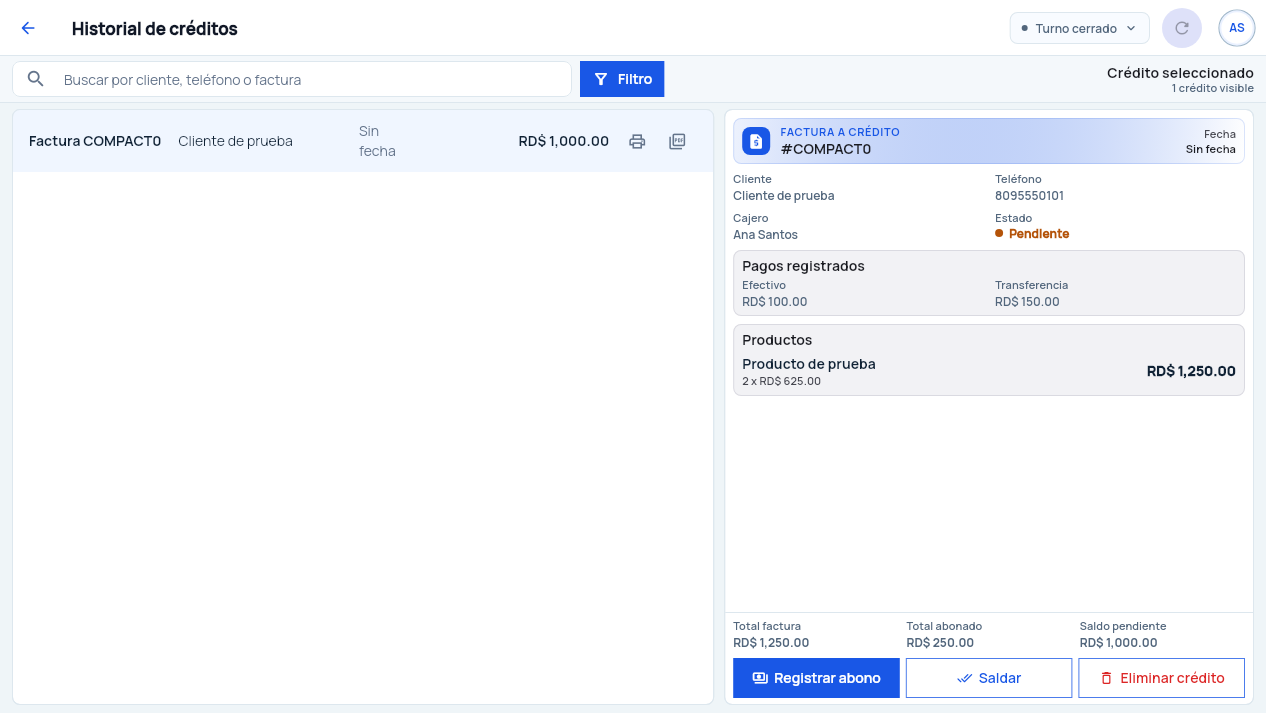 Historial de créditos
Turno cerrado
AS
Buscar por cliente, teléfono o factura
Filtro
Crédito seleccionado
1 crédito visible
Factura COMPACT0
Cliente de prueba
Sin
fecha
RD$ 1,000.00
PDF
FACTURA A CRÉDITO
#COMPACT0
Fecha
Sin fecha
Cliente
Cliente de prueba
Teléfono
8095550101
Cajero
Ana Santos
Estado
Pendiente
Pagos registrados
Efectivo
RD$ 100.00
Transferencia
RD$ 150.00
Productos
Producto de prueba
2 x RD$ 625.00
RD$ 1,250.00
Total factura
RD$ 1,250.00
Total abonado
RD$ 250.00
Saldo pendiente
RD$ 1,000.00
Registrar abono
Saldar
Eliminar crédito